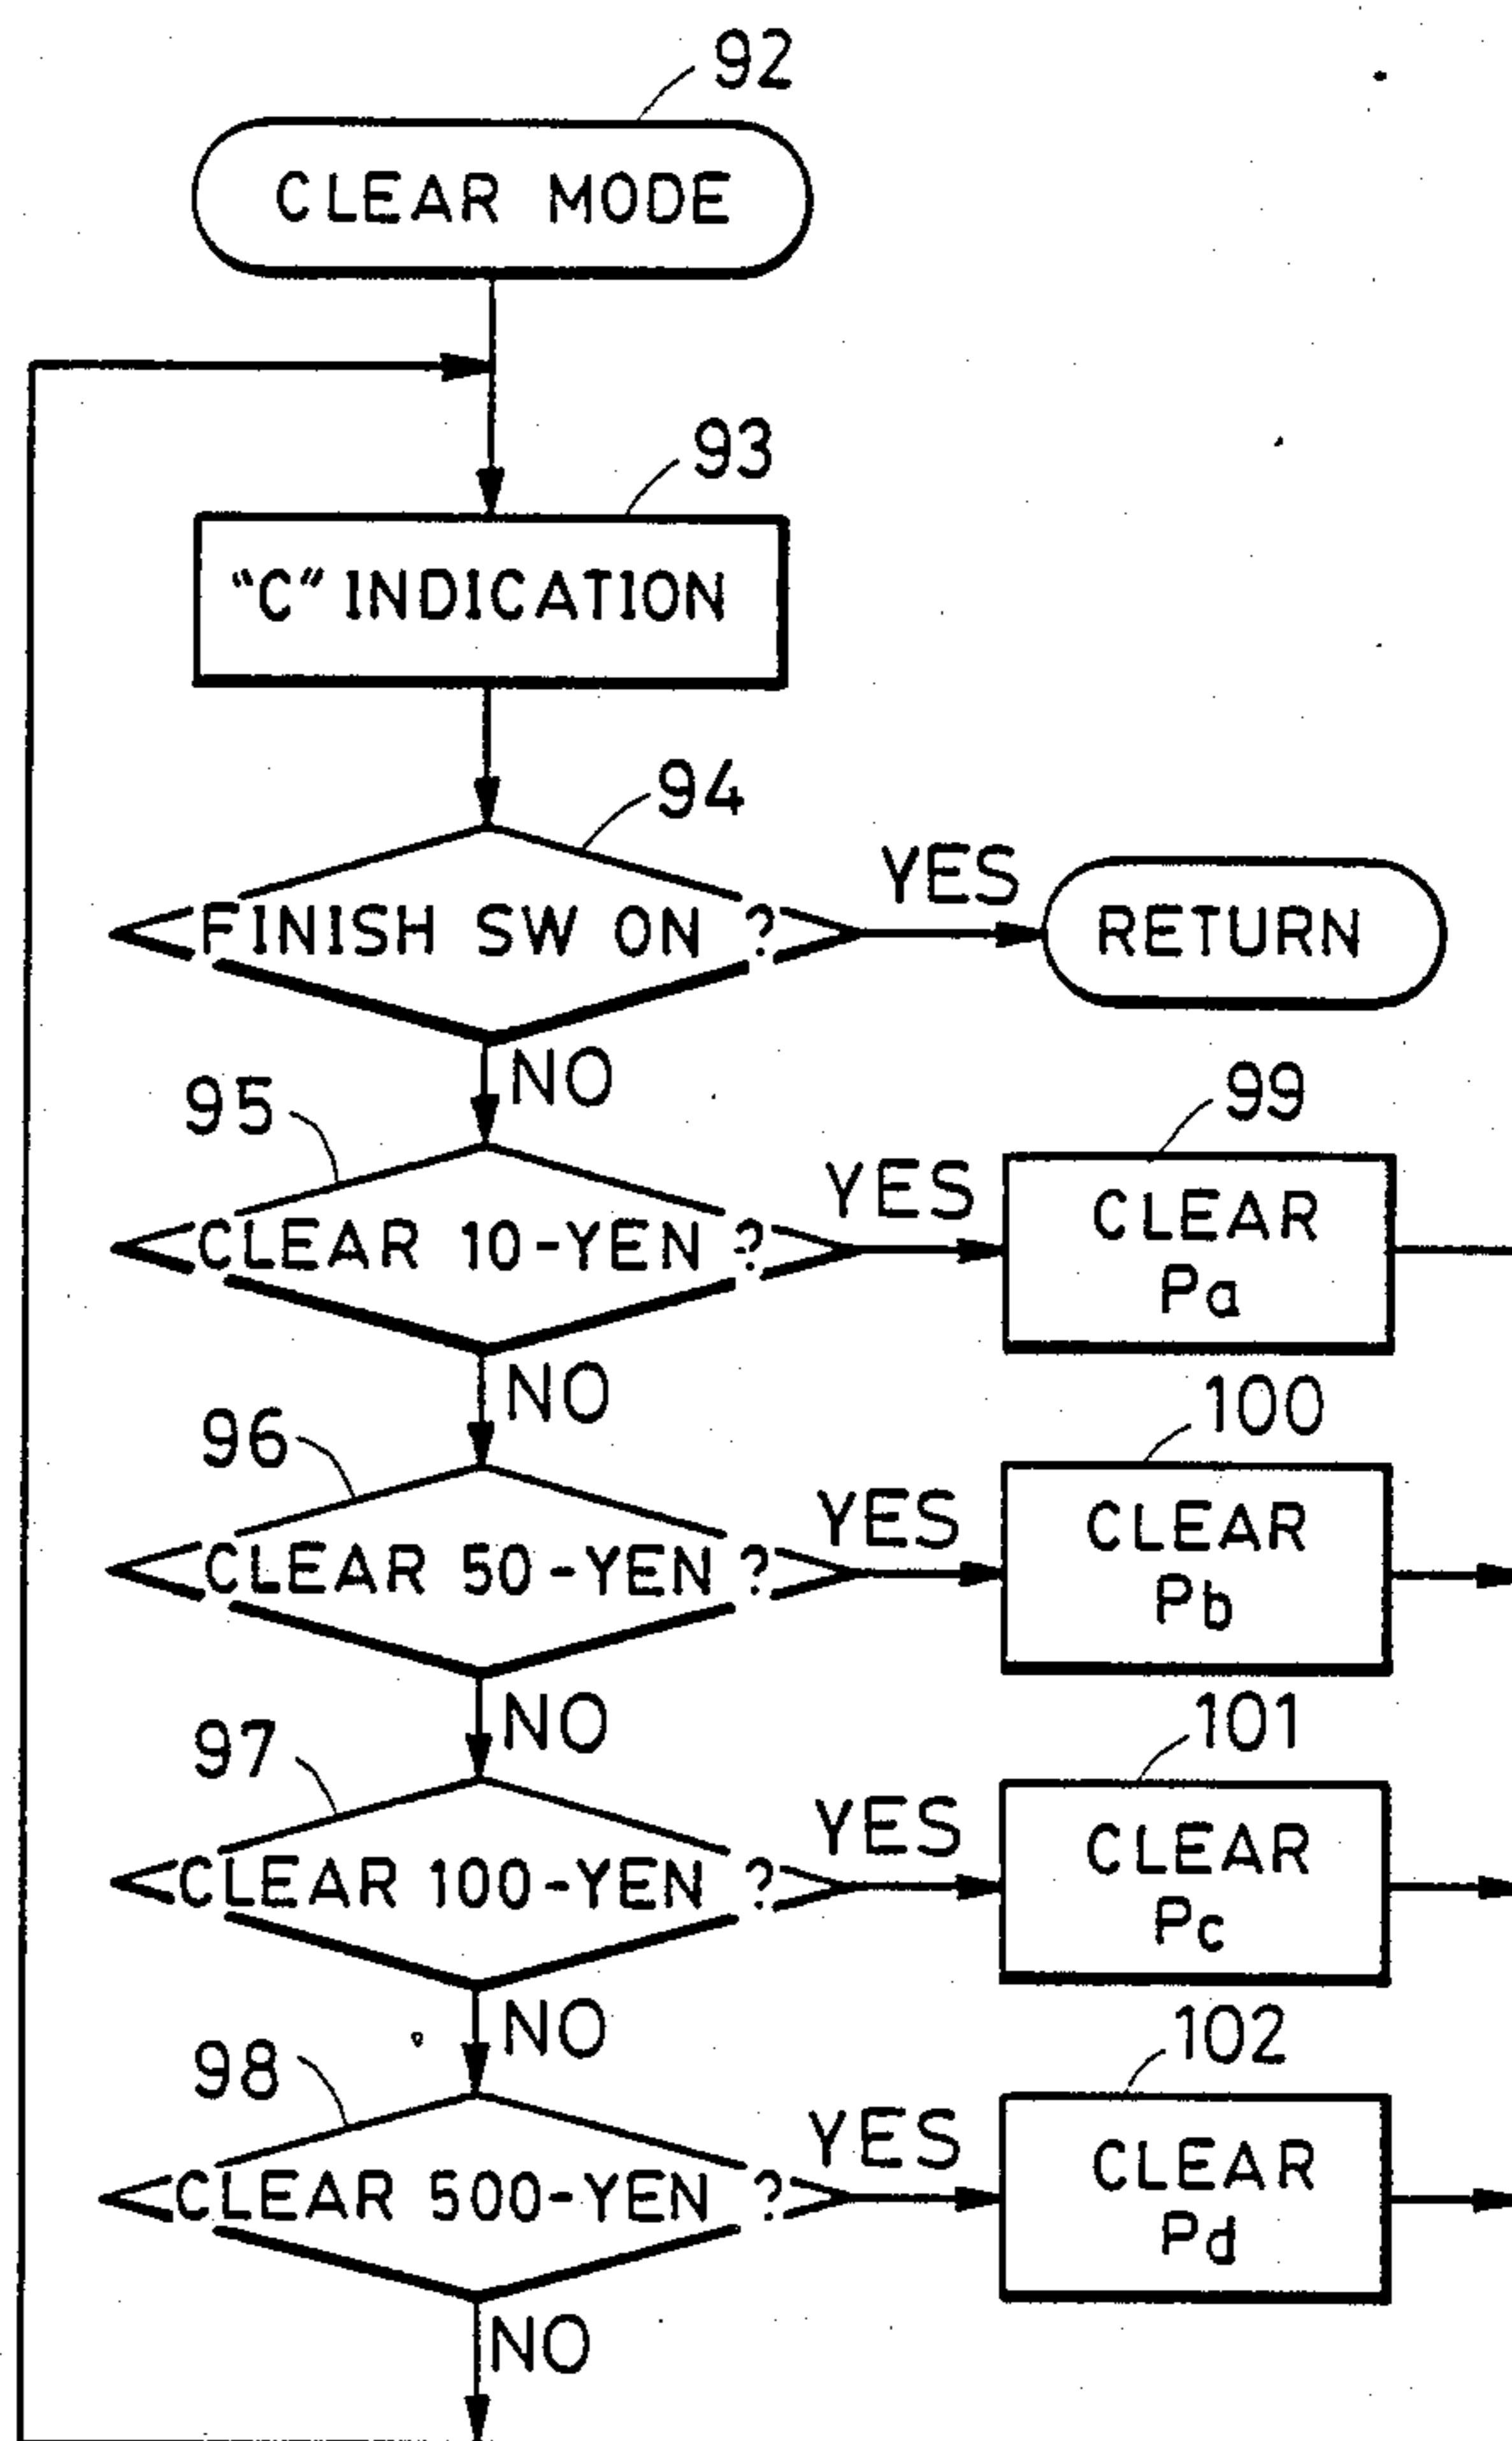 92
CLEAR MODE
93
"C" INDICATION
94
FINISH SW ON ?
YES
RETURN
NO
95
CLEAR 10-YEN ?
YES
99
CLEAR
Pa
NO
96
CLEAR 50-YEN ?
YES
100
CLEAR
Pb
NO
97
CLEAR 100-YEN ?
YES
101
CLEAR
Pc
NO
98
CLEAR 500-YEN ?
YES
102
CLEAR
Pd
NO